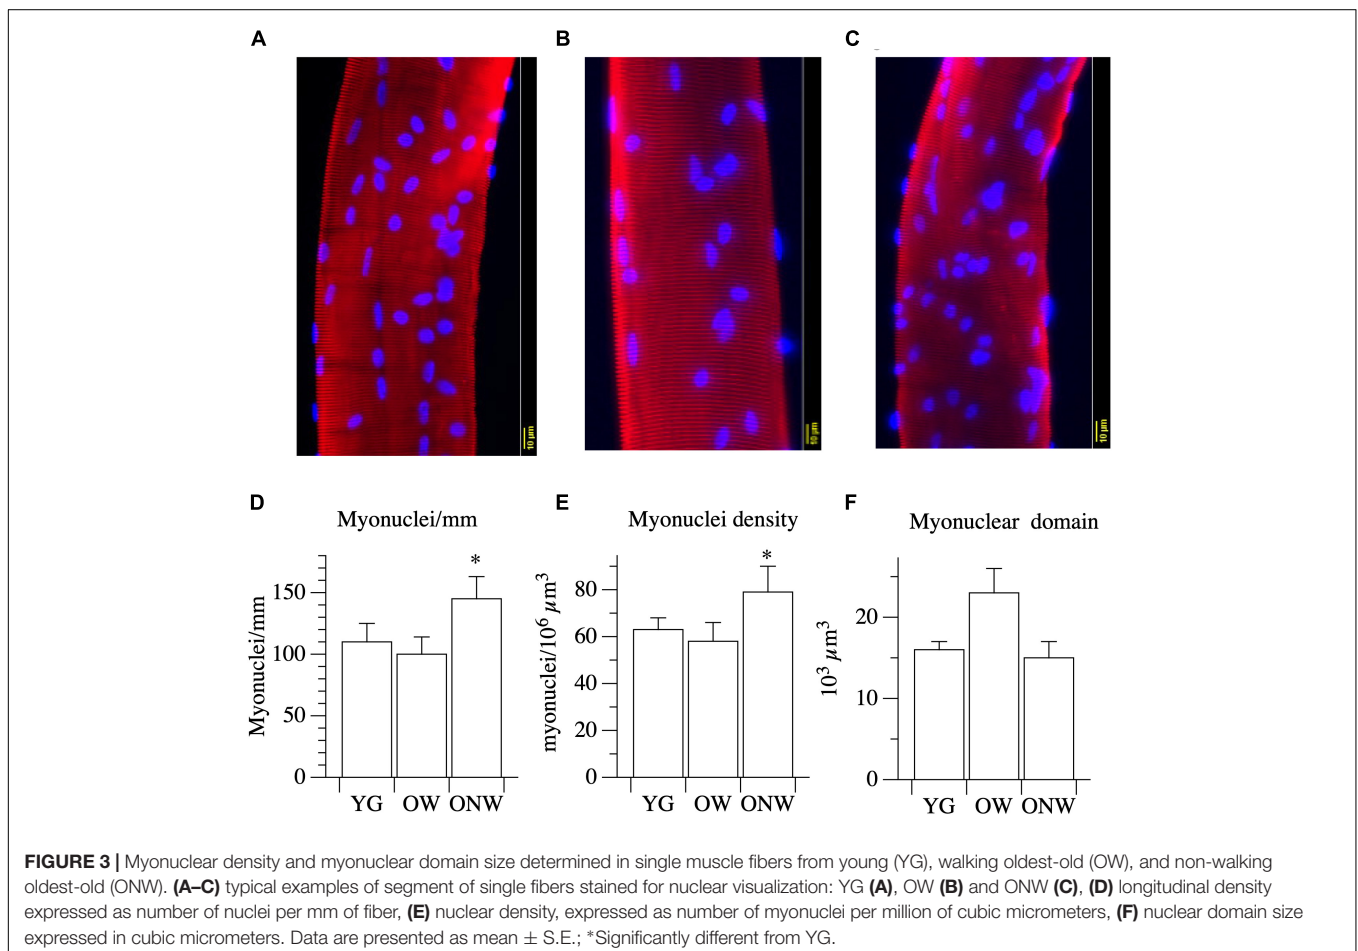 A
B
C
10 µm
10 µm
10 µm
D
E
F
Myonuclei/mm
Myonuclei/mm
150
100
50
0
YG OW ONW
*
Myonuclei density
myonuclei/10⁶ µm³
80
60
40
20
0
YG OW ONW
*
Myonuclear domain
10³ µm³
20
10
0
YG OW ONW
FIGURE 3 | Myonuclear density and myonuclear domain size determined in single muscle fibers from young (YG), walking oldest-old (OW), and non-walking
oldest-old (ONW). (A–C) typical examples of segment of single fibers stained for nuclear visualization: YG (A), OW (B) and ONW (C), (D) longitudinal density
expressed as number of nuclei per mm of fiber, (E) nuclear density, expressed as number of myonuclei per million of cubic micrometers, (F) nuclear domain size
expressed in cubic micrometers. Data are presented as mean ± S.E.; *Significantly different from YG.